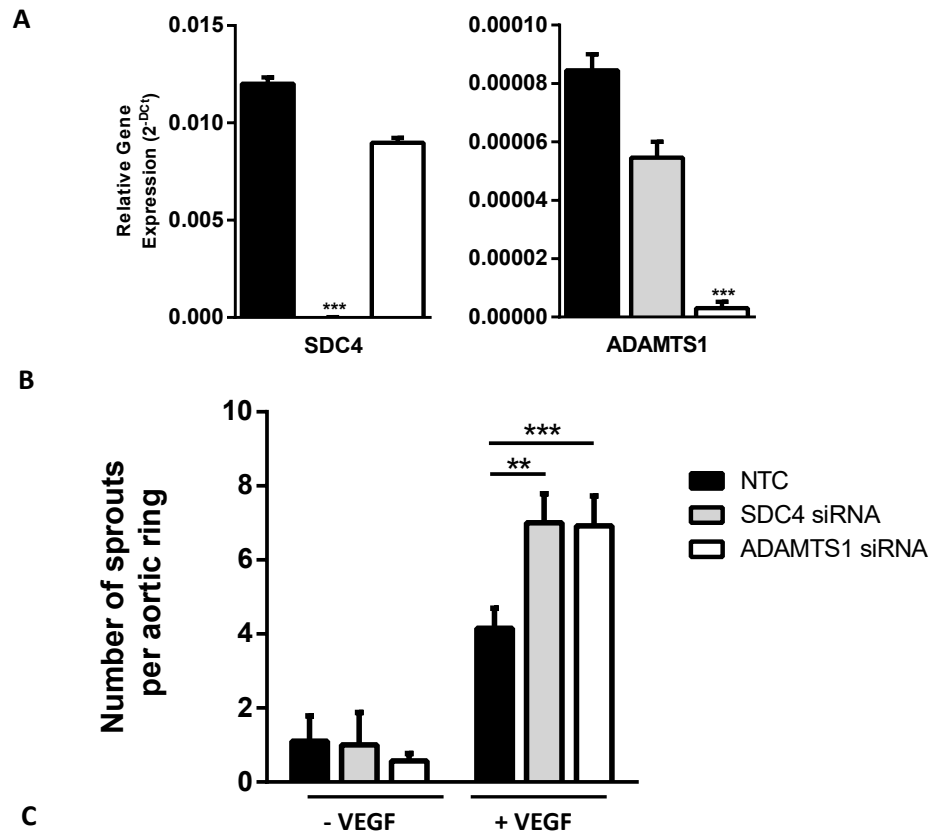 A
Relative Gene
Expression (2^-DCt)
0.015
0.010
0.005
0.000
***
SDC4
0.00010
0.00008
0.00006
0.00004
0.00002
0.00000
***
ADAMTS1
B
Number of sprouts
per aortic ring
10
8
6
4
2
0
***
**
- VEGF
+ VEGF
NTC
SDC4 siRNA
ADAMTS1 siRNA
C